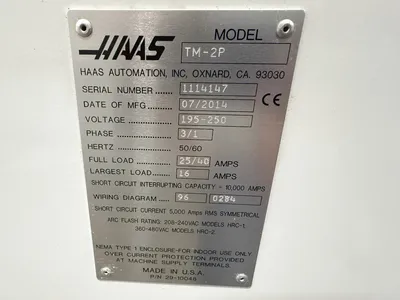 HAAS
MODEL
TM-2P
HAAS AUTOMATION, INC, OXNARD, CA. 93030
SERIAL NUMBER 1114147
DATE OF MFG 07/2014 CE
VOLTAGE 195-250
PHASE 3/1
HERTZ 50/60
FULL LOAD 25/40 AMPS
LARGEST LOAD 16 AMPS
SHORT CIRCUIT INTERRUPTING CAPACITY = 10,000 AMPS
WIRING DIAGRAM 96 0284
SHORT CIRCUIT CURRENT 5,000 Amps RMS SYMMETRICAL
ARC FLASH RATING: 208-240VAC MODELS HRC-1,
360-480VAC MODELS HRC-2.
NEMA TYPE 1 ENCLOSURE-FOR INDOOR USE ONLY
OVER CURRENT PROTECTION PROVIDED
AT MACHINE SUPPLY TERMINALS.
MADE IN U.S.A.
P/N 29-10048